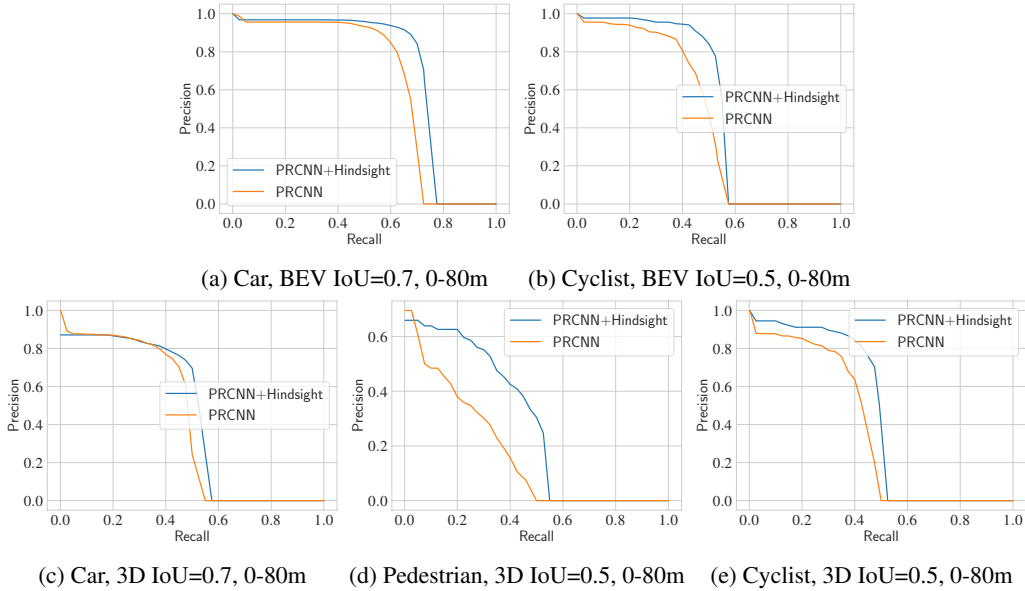 1.0
0.8
0.6
0.4
0.2
0.0
Precision
PRCNN+Hindsight
PRCNN
0.0 0.2 0.4 0.6 0.8 1.0
Recall
(a) Car, BEV IoU=0.7, 0-80m
1.0
0.8
0.6
0.4
0.2
0.0
Precision
PRCNN+Hindsight
PRCNN
0.0 0.2 0.4 0.6 0.8 1.0
Recall
(b) Cyclist, BEV IoU=0.5, 0-80m
1.0
0.8
0.6
0.4
0.2
0.0
Precision
PRCNN+Hindsight
PRCNN
0.0 0.2 0.4 0.6 0.8 1.0
Recall
(c) Car, 3D IoU=0.7, 0-80m
0.6
0.4
0.2
0.0
Precision
PRCNN+Hindsight
PRCNN
0.0 0.2 0.4 0.6 0.8 1.0
Recall
(d) Pedestrian, 3D IoU=0.5, 0-80m
1.0
0.8
0.6
0.4
0.2
0.0
Precision
PRCNN+Hindsight
PRCNN
0.0 0.2 0.4 0.6 0.8 1.0
Recall
(e) Cyclist, 3D IoU=0.5, 0-80m